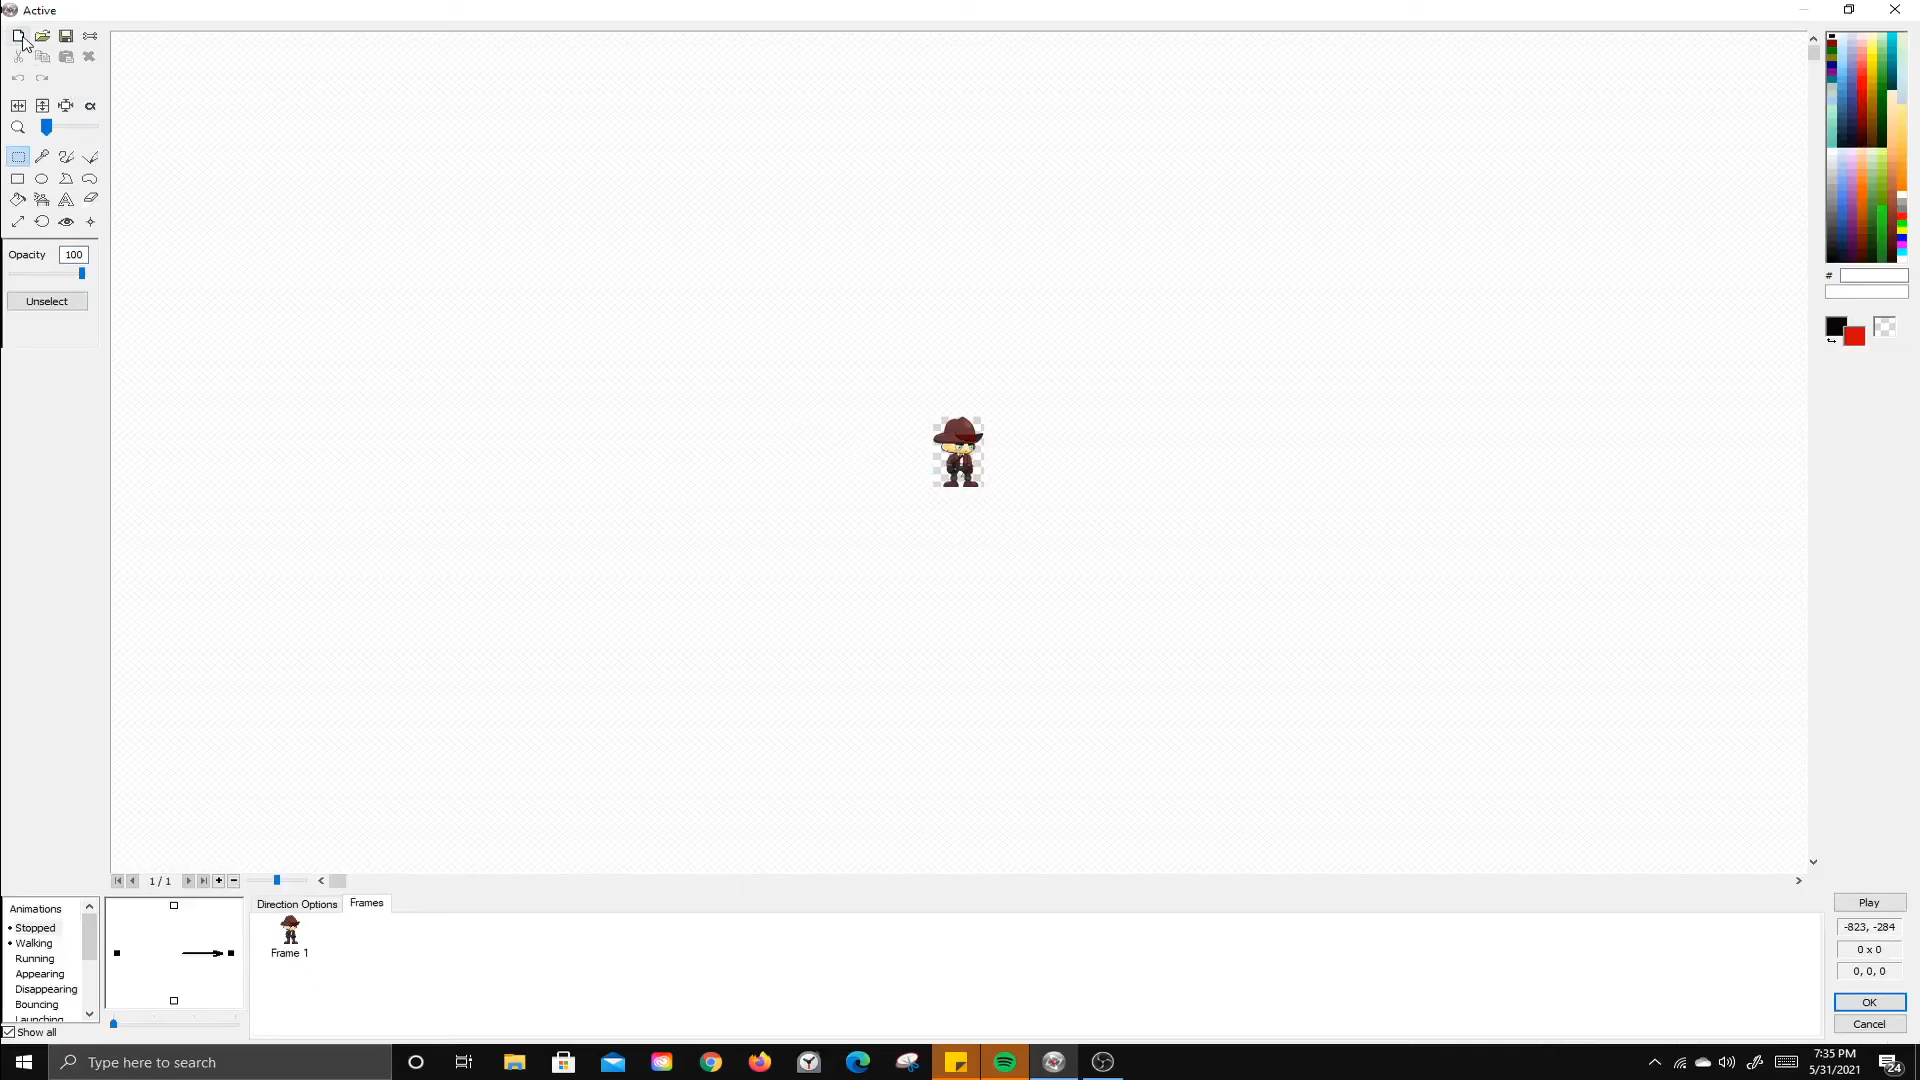 Active
Opacity 100
Unselect
#
1 / 1
Animations
Stopped
Walking
Running
Appearing
Disappearing
Bouncing
Launching
Show all
Direction Options Frames
Frame 1
Play
-823, -284
0 x 0
0, 0, 0
OK
Cancel
Type here to search
7:35 PM
5/31/2021
24